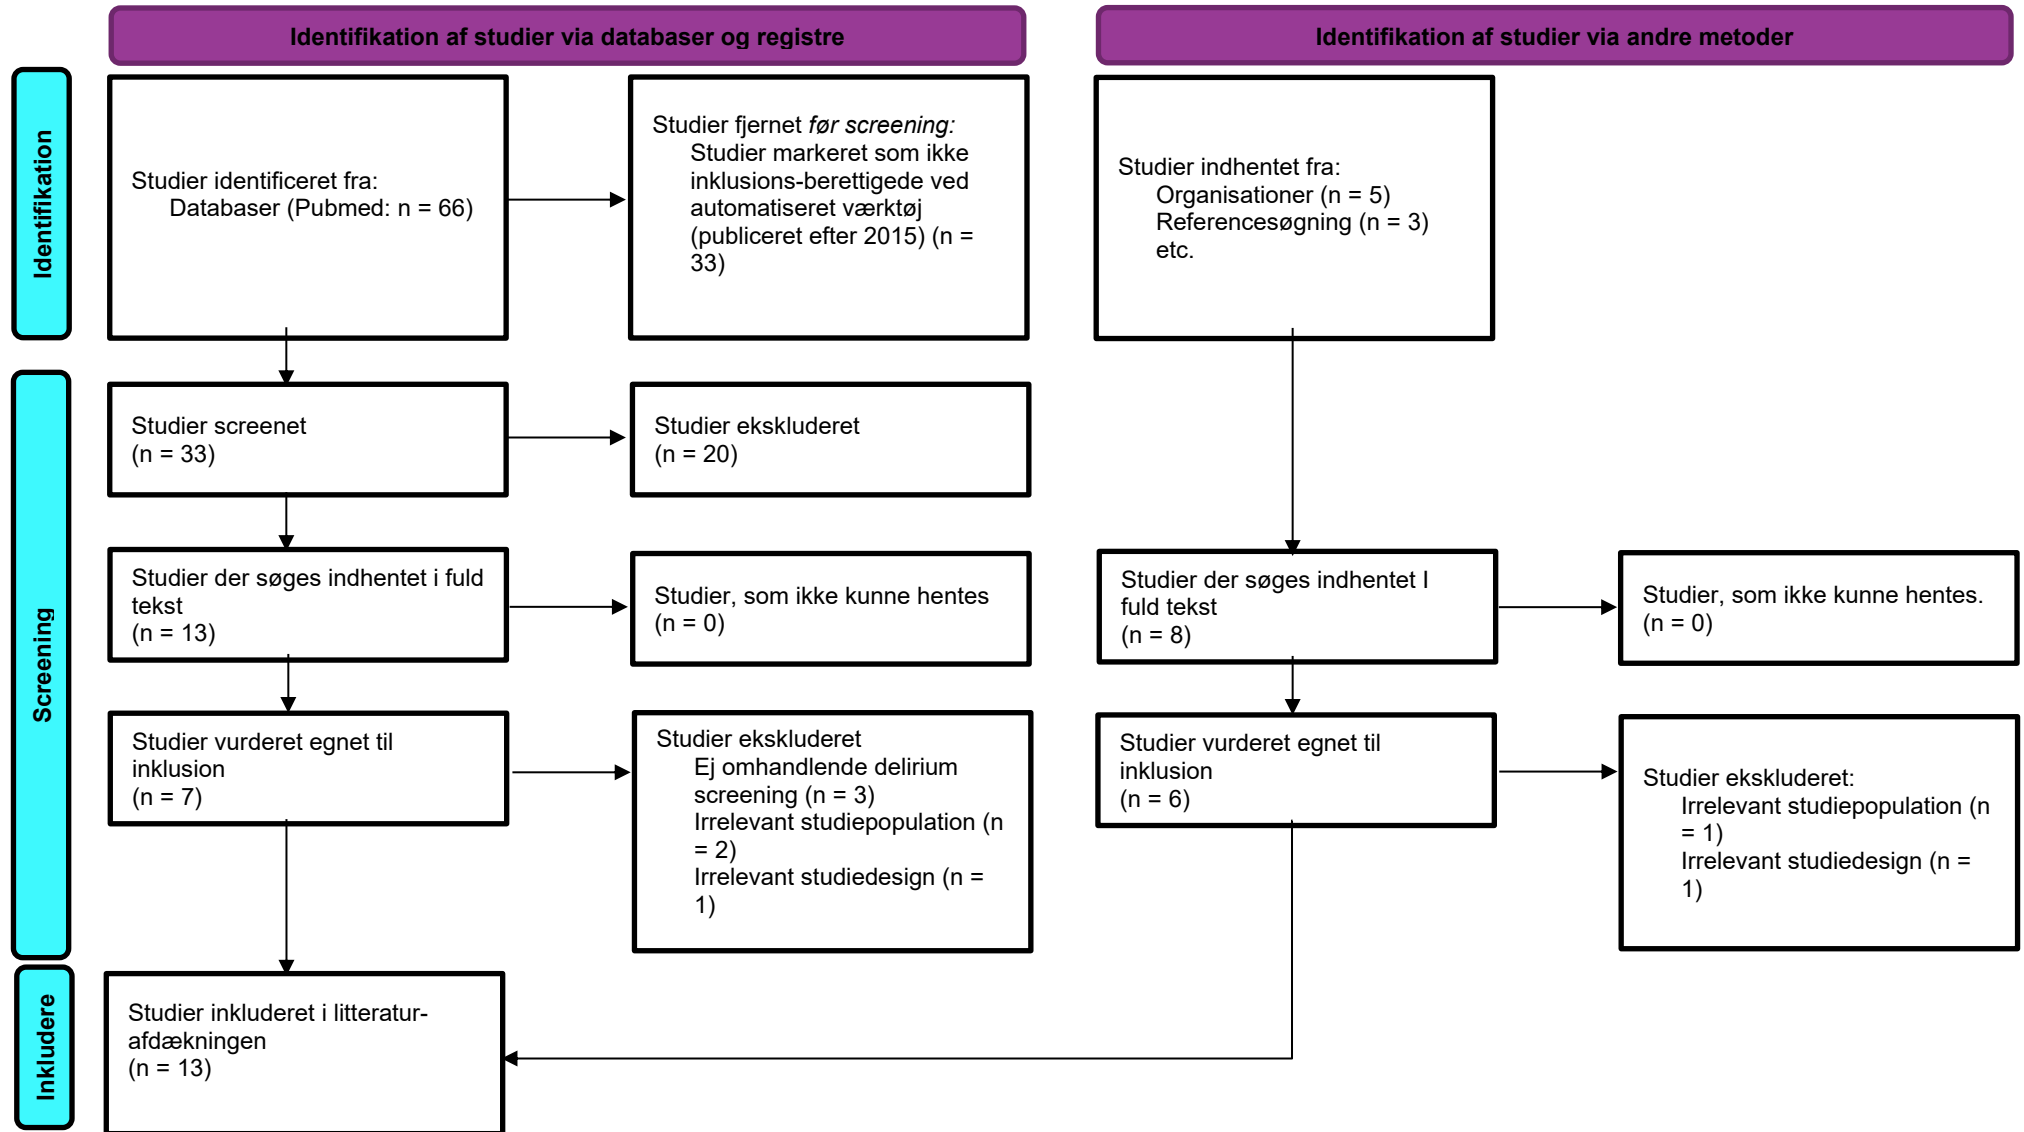 Identifikation af studier via databaser og registre
Identifikation af studier via andre metoder
Identifikation
Studier identificeret fra:
Databaser (Pubmed: n = 66)
Studier fjernet før screening:
Studier markeret som ikke
inklusions-berettigede ved
automatiseret værktøj
(publiceret efter 2015) (n =
33)
Studier indhentet fra:
Organisationer (n = 5)
Referencesøgning (n = 3)
etc.
Screening
Studier screenet
(n = 33)
Studier ekskluderet
(n = 20)
Studier der søges indhentet i fuld
tekst
(n = 13)
Studier, som ikke kunne hentes
(n = 0)
Studier der søges indhentet I
fuld tekst
(n = 8)
Studier, som ikke kunne hentes.
(n = 0)
Studier vurderet egnet til
inklusion
(n = 7)
Studier ekskluderet
Ej omhandlende delirium
screening (n = 3)
Irrelevant studiepopulation (n
= 2)
Irrelevant studiedesign (n =
1)
Studier vurderet egnet til
inklusion
(n = 6)
Studier ekskluderet:
Irrelevant studiepopulation (n
= 1)
Irrelevant studiedesign (n =
1)
Inkludere
Studier inkluderet i litteratur-
afdækningen
(n = 13)